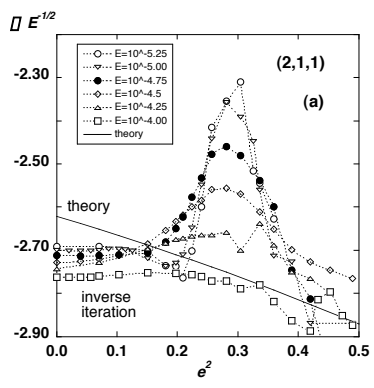 ▯ E^-1/2
E=10^-5.25
E=10^-5.00
E=10^-4.75
E=10^-4.5
E=10^-4.25
E=10^-4.00
theory
(2,1,1)
(a)
-2.30
-2.50
-2.70
-2.90
theory
inverse
iteration
0.0 0.1 0.2 0.3 0.4 0.5
e^2